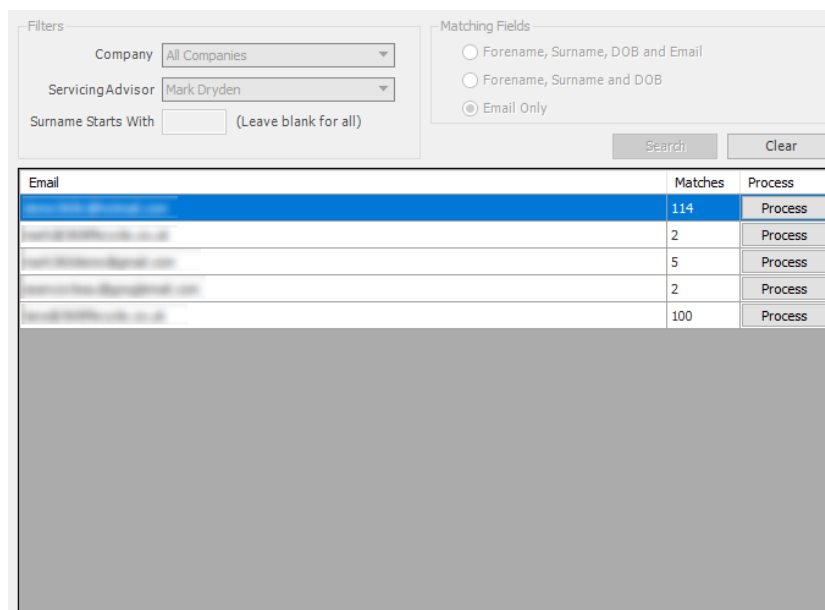 Filters
Company All Companies
Servicing Advisor Mark Dryden
Surname Starts With (Leave blank for all)
Matching Fields
Forename, Surname, DOB and Email
Forename, Surname and DOB
Email Only
Search Clear
Email Matches Process
114 Process
2 Process
5 Process
2 Process
100 Process